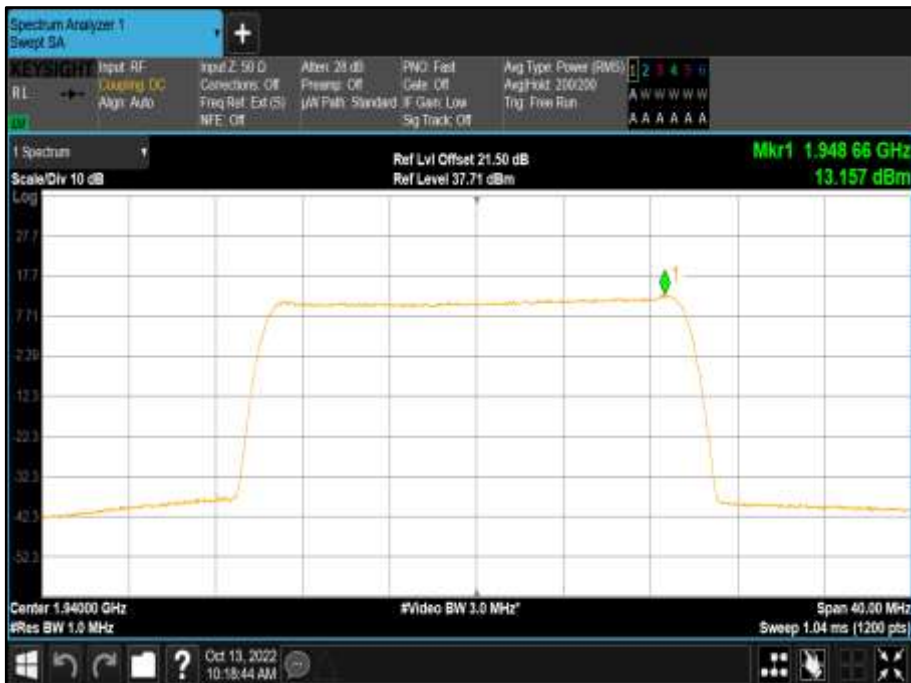 Spectrum Analyzer 1
Swept SA
+
KEYSIGHT
RL
Input: RF
Coupling: DC
Align: Auto
Input Z: 50 Ω
Corrections: Off
Freq Ref: Ext (S)
NFE: Off
Atten: 28 dB
Preamp: Off
µW Path: Standard
PNO: Fast
Gate: Off
IF Gain: Low
Sig Track: Off
Avg Type: Power (RMS)
Avg|Hold: 200/200
Trig: Free Run
1 2 3 4 5 6
A W W W W W
A A A A A A
1 Spectrum
Scale/Div 10 dB
Log
Ref Lvl Offset 21.50 dB
Ref Level 37.71 dBm
Mkr1 1.948 66 GHz
13.157 dBm
27.7
17.7
7.71
-2.29
-12.3
-22.3
-32.3
-42.3
-52.3
1
Center 1.94000 GHz
#Res BW 1.0 MHz
#Video BW 3.0 MHz*
Span 40.00 MHz
Sweep 1.04 ms (1200 pts)
?
Oct 13, 2022
10:18:44 AM